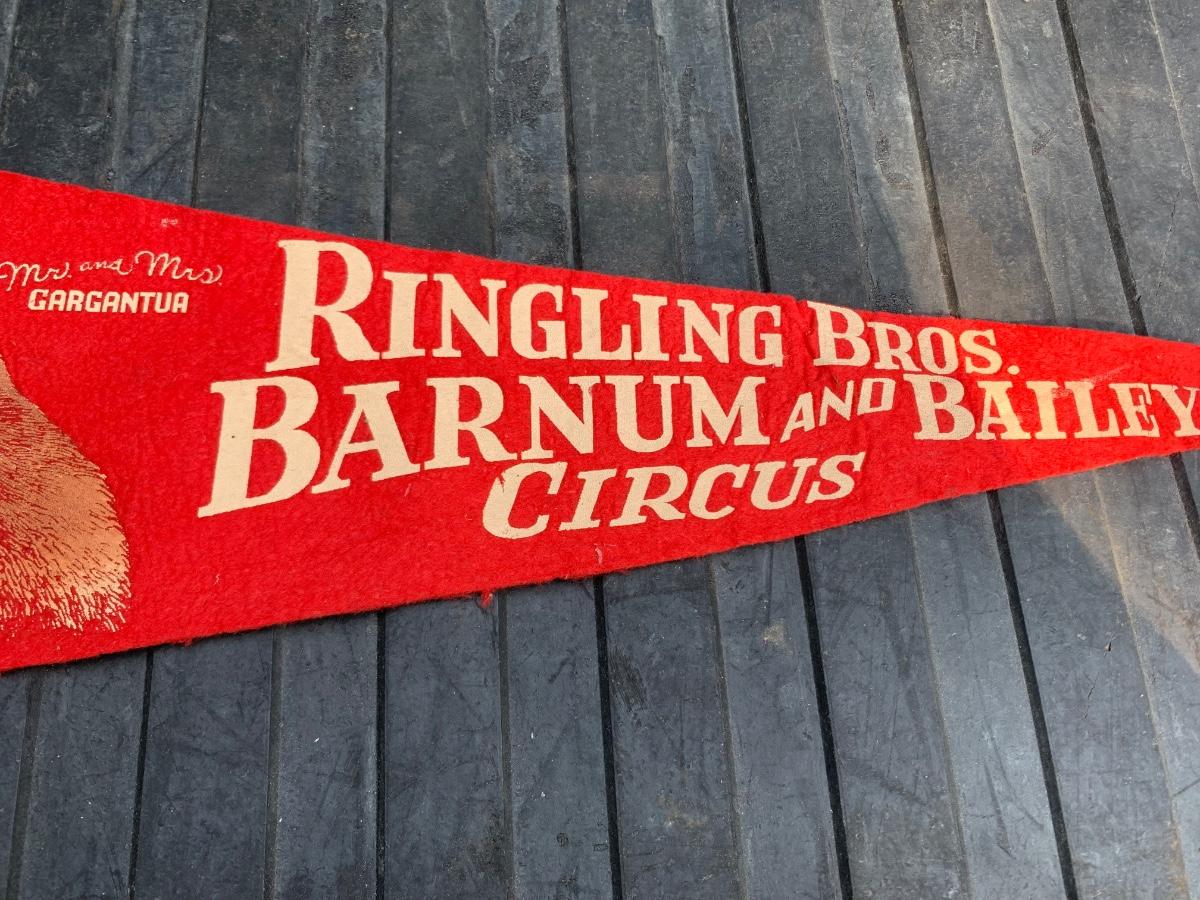 Mr. and Mrs.
GARGANTUA
RINGLING BROS.
BARNUM AND BAILEY
CIRCUS